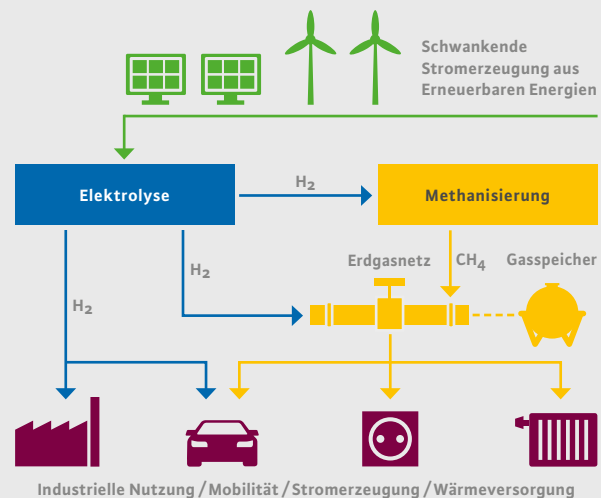 Schwankende
Stromerzeugung aus
Erneuerbaren Energien
Elektrolyse
H₂
Methanisierung
H₂
Erdgasnetz
CH₄
Gasspeicher
H₂
Industrielle Nutzung / Mobilität / Stromerzeugung / Wärmeversorgung